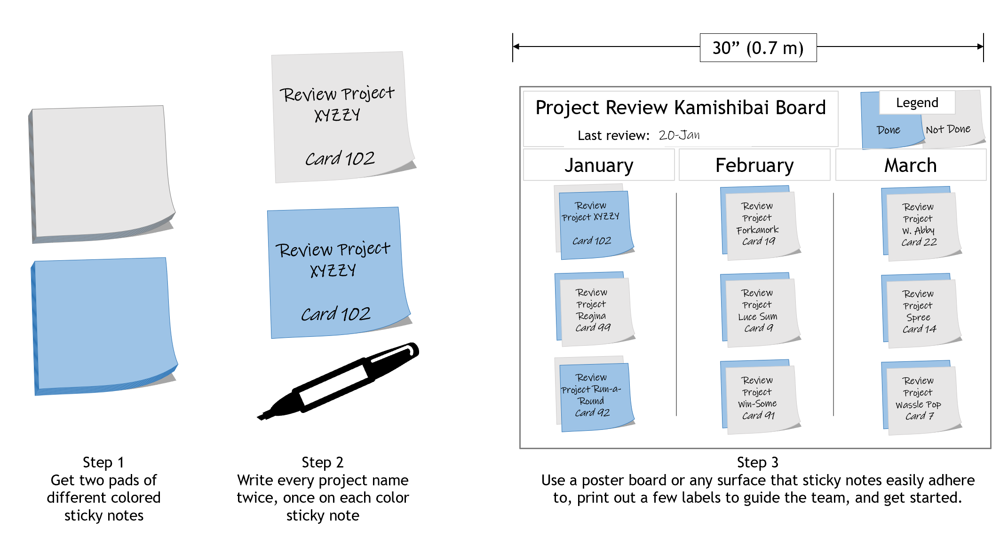 Review Project
XYZZY
Card 102
Review Project
XYZZY
Card 102
Step 1
Get two pads of
different colored
sticky notes
Step 2
Write every project name
twice, once on each color
sticky note
30” (0.7 m)
Project Review Kamishibai Board
Last review: 20-Jan
Legend
Done
Not Done
January
February
March
Review
Project XYZZY
Card 102
Review
Project
Forkanork
Card 19
Review
Project
W. Abby
Card 22
Review
Project
Regina
Card 99
Review
Project
Luce Sum
Card 9
Review
Project
Spree
Card 14
Review
Project Run-a-
Round
Card 92
Review
Project
Win-Some
Card 91
Review
Project
Wassle Pop
Card 7
Step 3
Use a poster board or any surface that sticky notes easily adhere
to, print out a few labels to guide the team, and get started.